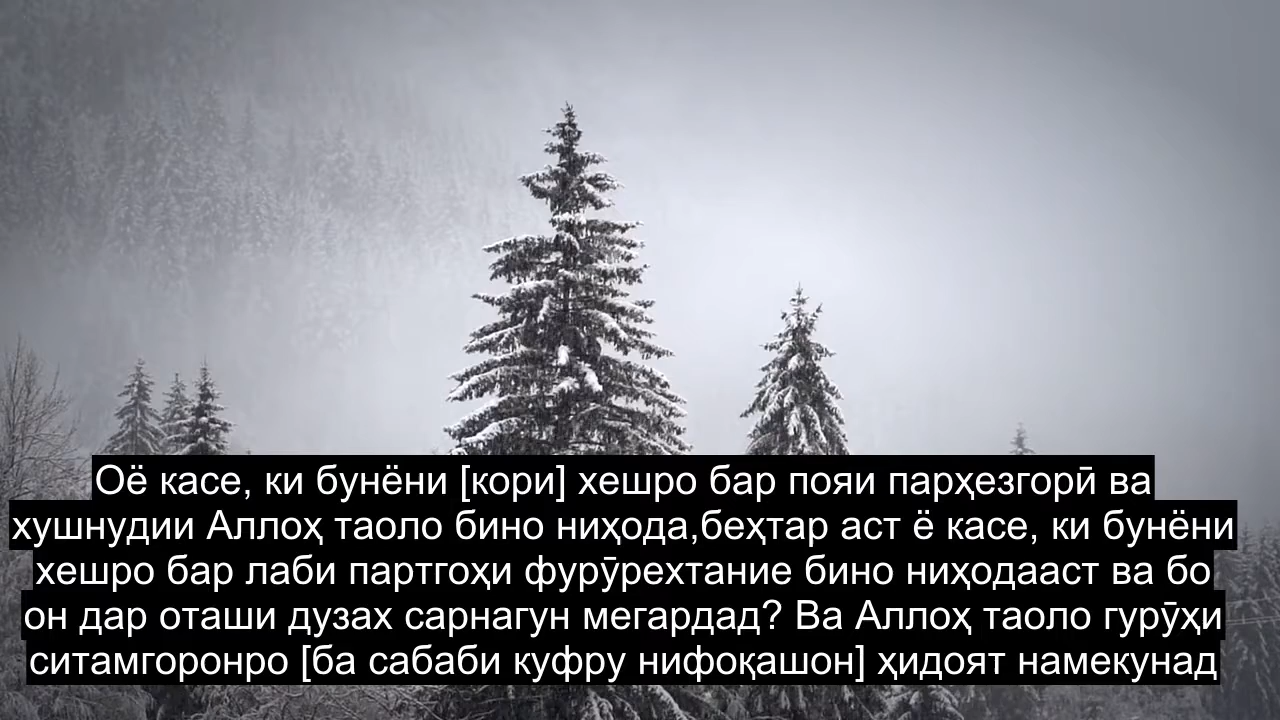 Оё касе, ки бунёни [кори] хешро бар пояи парҳезгорӣ ва
хушнудии Аллоҳ таоло бино ниҳода,беҳтар аст ё касе, ки бунёни
хешро бар лаби партгоҳи фурӯрехтание бино ниҳодааст ва бо
он дар оташи дузах сарнагун мегардад? Ва Аллоҳ таоло гурӯҳи
ситамгоронро [ба сабаби куфру нифоқашон] ҳидоят намекунад